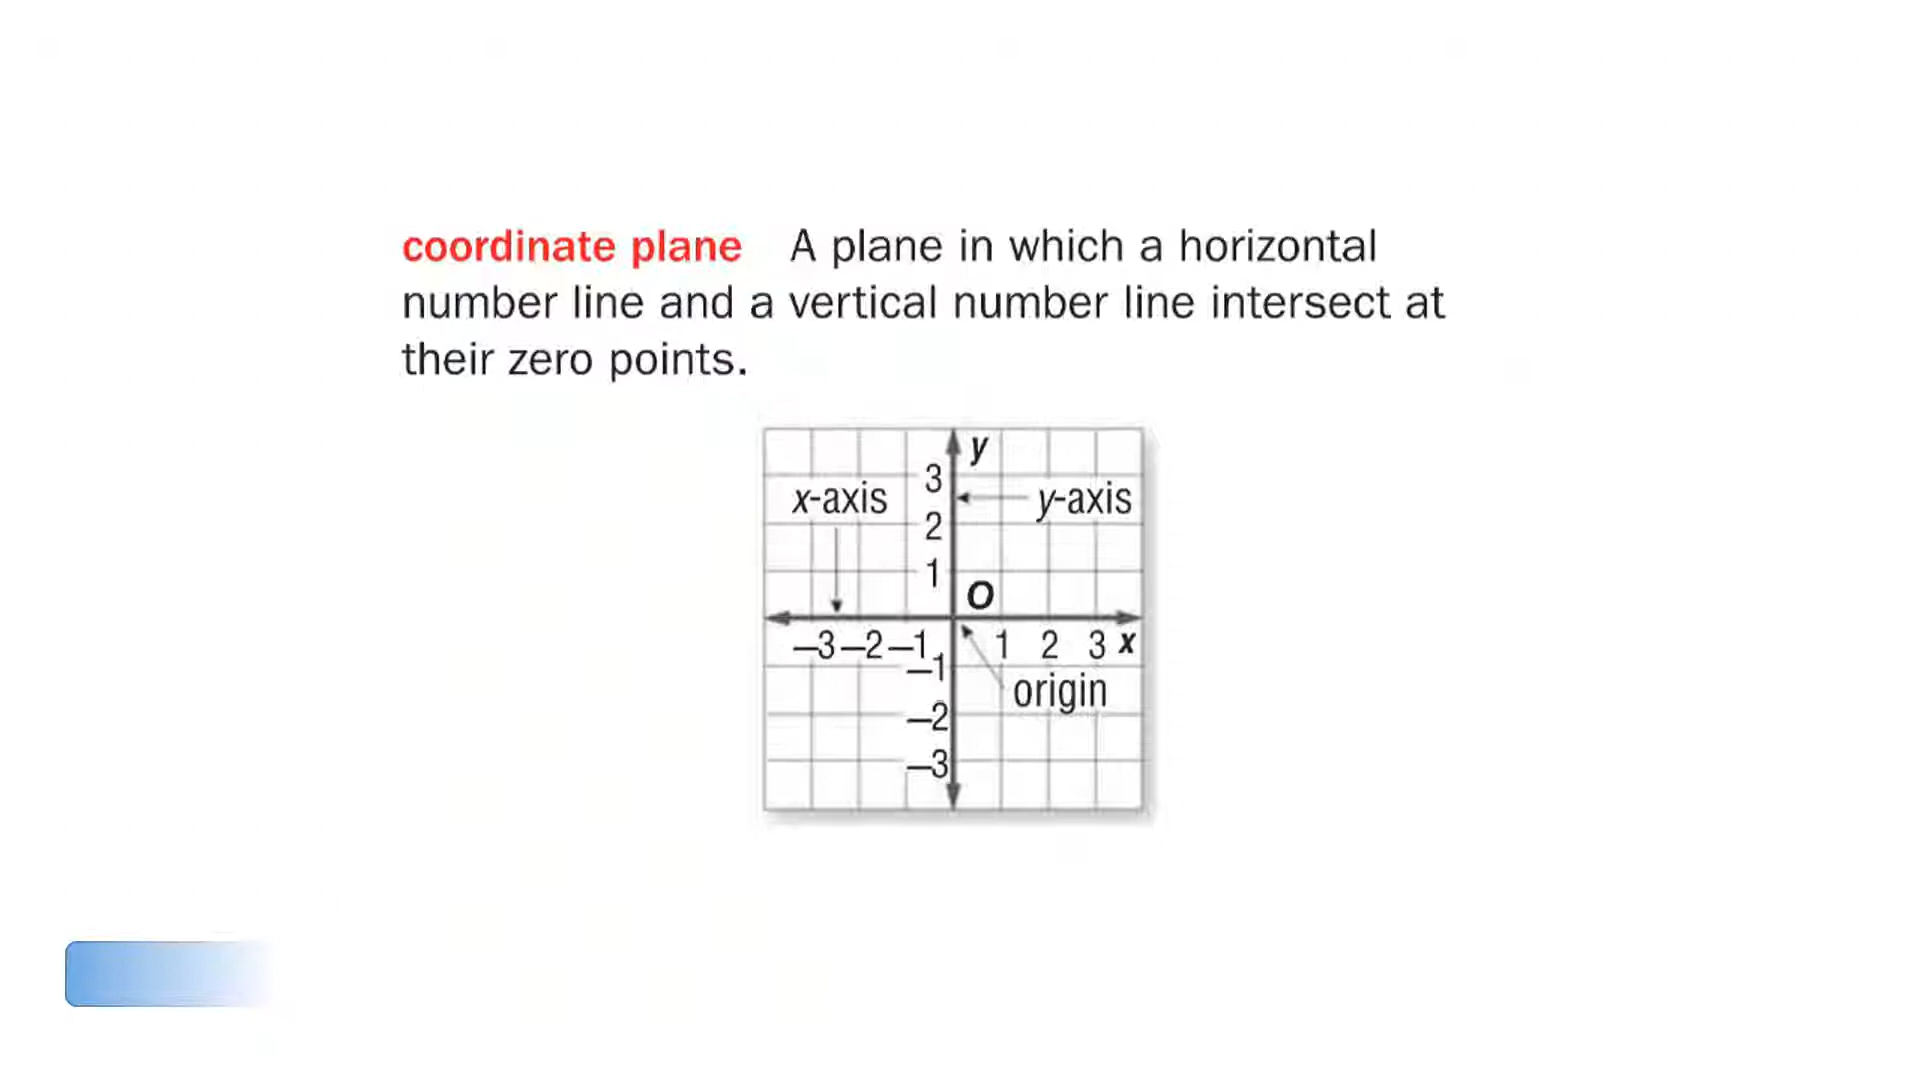 coordinate plane A plane in which a horizontal
number line and a vertical number line intersect at
their zero points.
y
3
x-axis
y-axis
2
1
O
–3 –2 –1 1 2 3 x
–1
origin
–2
–3